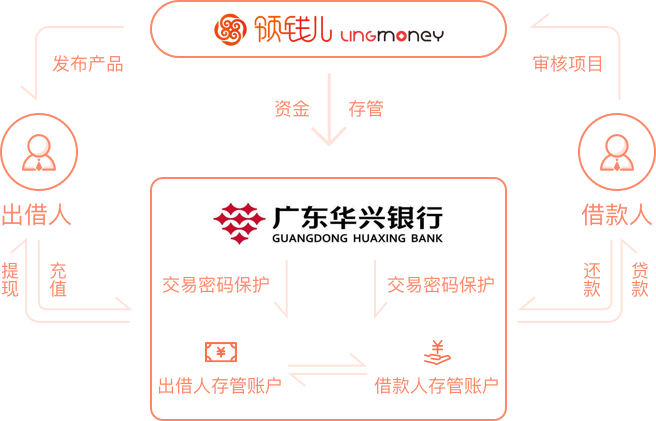 领钱儿 LINGmoney
发布产品
审核项目
资金 存管
出借人
借款人
广东华兴银行
GUANGDONG HUAXING BANK
提现
充值
还款
贷款
交易密码保护
交易密码保护
出借人存管账户
借款人存管账户